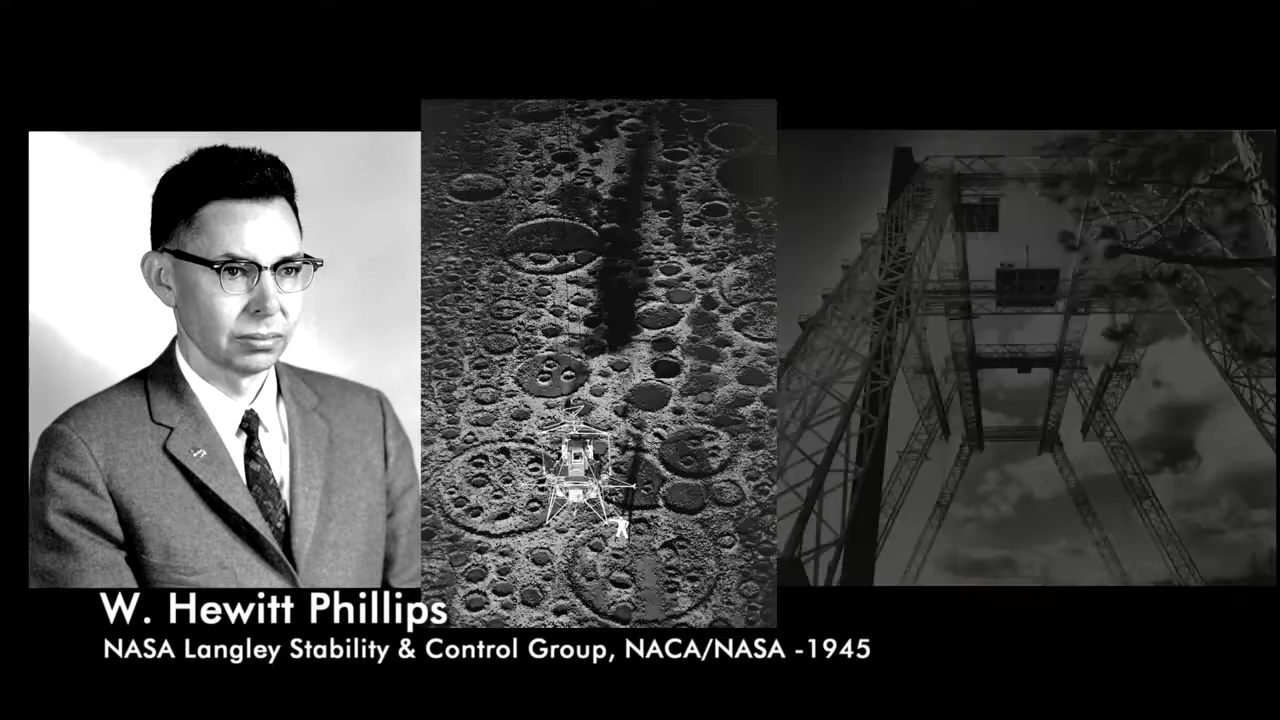 W. Hewitt Phillips
NASA Langley Stability & Control Group, NACA/NASA -1945